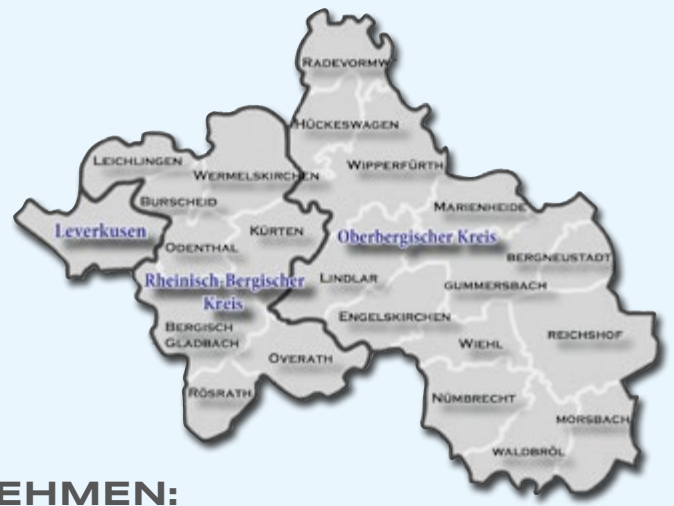 RADEVORMW
HÜCKESWAGEN
LEICHLINGEN
WERMELSKIRCHEN
WIPPERFÜRTH
BURSCHEID
MARIENHEIDE
Leverkusen
ODENTHAL
KÜRTEN
Oberbergischer Kreis
BERGNEUSTADT
Rheinisch-Bergischer
Kreis
LINDLAR
GUMMERSBACH
ENGELSKIRCHEN
BERGISCH
GLADBACH
WIEHL
REICHSHOF
OVERATH
RÖSRATH
NÜMBRECHT
MORSBACH
WALDBRÖL
EHMEN: